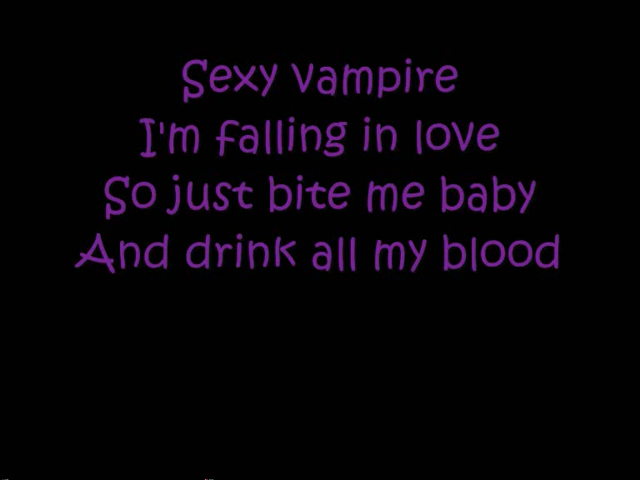 Sexy vampire
I'm falling in love
So just bite me baby
And drink all my blood